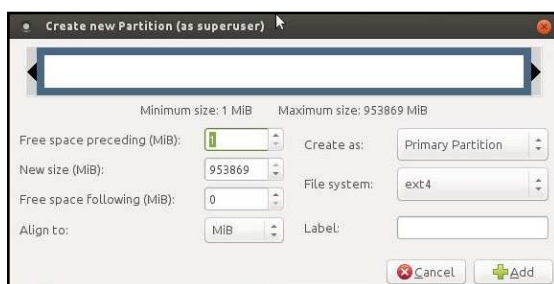 Create new Partition (as superuser)
Minimum size: 1 MiB Maximum size: 953869 MiB
Free space preceding (MiB): 1
Create as: Primary Partition
New size (MiB): 953869
File system: ext4
Free space following (MiB): 0
Align to: MiB
Label:
Cancel Add